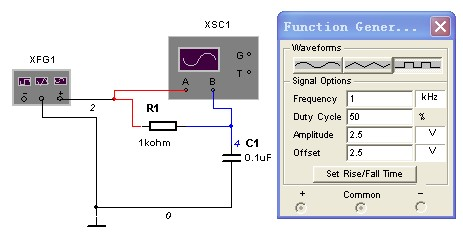 XSC1
G
T
A B
XFG1
2
R1
1kohm
4
C1
0.1uF
0
Function Gener... X
Waveforms
Signal Options
Frequency 1 kHz
Duty Cycle 50 %
Amplitude 2.5 V
Offset 2.5 V
Set Rise/Fall Time
+ Common -